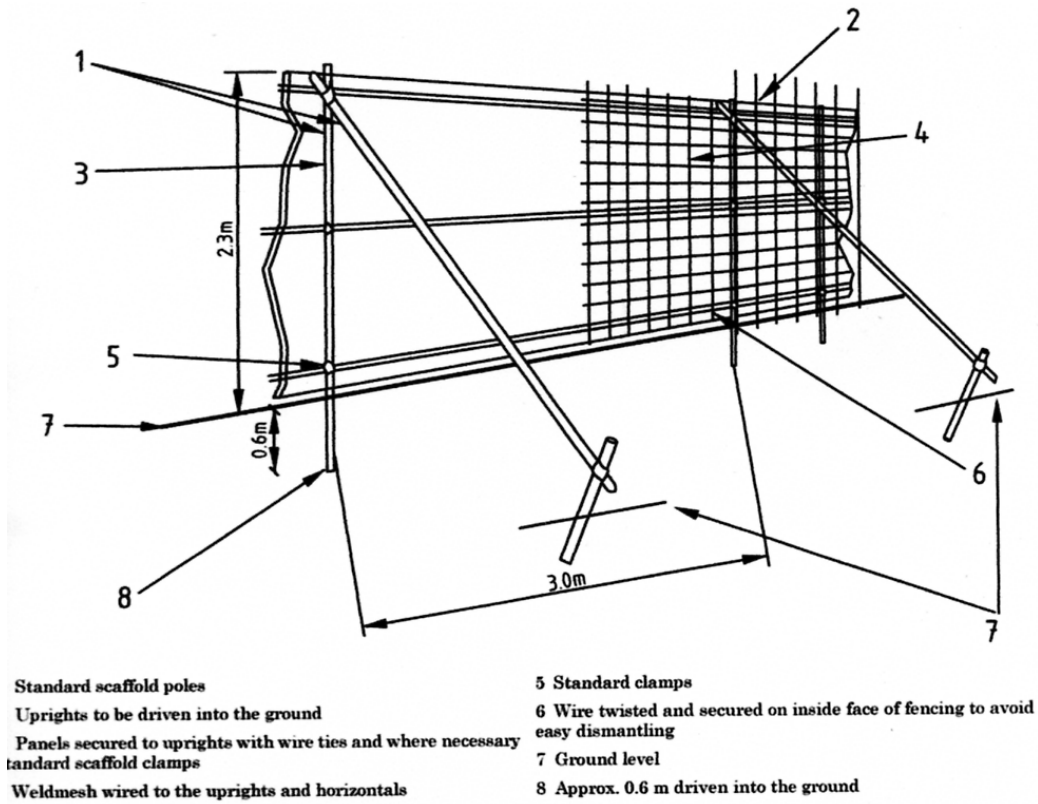 1
2
3
4
2.3m
5
7
0.6m
6
8
3.0m
7
Standard scaffold poles
Uprights to be driven into the ground
Panels secured to uprights with wire ties and where necessary
tandard scaffold clamps
Weldmesh wired to the uprights and horizontals
5 Standard clamps
6 Wire twisted and secured on inside face of fencing to avoid
easy dismantling
7 Ground level
8 Approx. 0.6 m driven into the ground